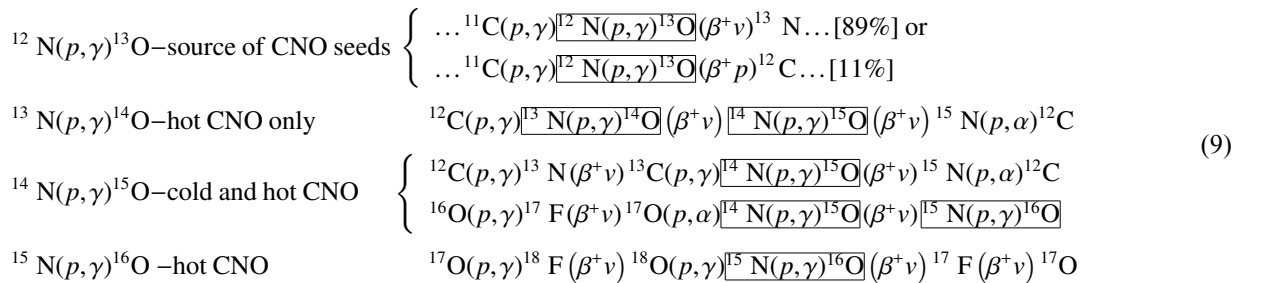 ¹² N(p, γ)¹³O–source of CNO seeds { … ¹¹C(p, γ)¹² N(p, γ)¹³O(β⁺ν)¹³ N … [89%] or
… ¹¹C(p, γ)¹² N(p, γ)¹³O(β⁺p)¹²C … [11%]
¹³ N(p, γ)¹⁴O–hot CNO only ¹²C(p, γ)¹³ N(p, γ)¹⁴O (β⁺ν) ¹⁴ N(p, γ)¹⁵O (β⁺ν) ¹⁵ N(p, α)¹²C
(9)
¹⁴ N(p, γ)¹⁵O–cold and hot CNO { ¹²C(p, γ)¹³ N(β⁺ν)¹³C(p, γ)¹⁴ N(p, γ)¹⁵O(β⁺ν)¹⁵ N(p, α)¹²C
¹⁶O(p, γ)¹⁷ F(β⁺ν)¹⁷O(p, α)¹⁴ N(p, γ)¹⁵O(β⁺ν)¹⁵ N(p, γ)¹⁶O
¹⁵ N(p, γ)¹⁶O –hot CNO ¹⁷O(p, γ)¹⁸ F (β⁺ν) ¹⁸O(p, γ)¹⁵ N(p, γ)¹⁶O (β⁺ν) ¹⁷ F(β⁺ν) ¹⁷O